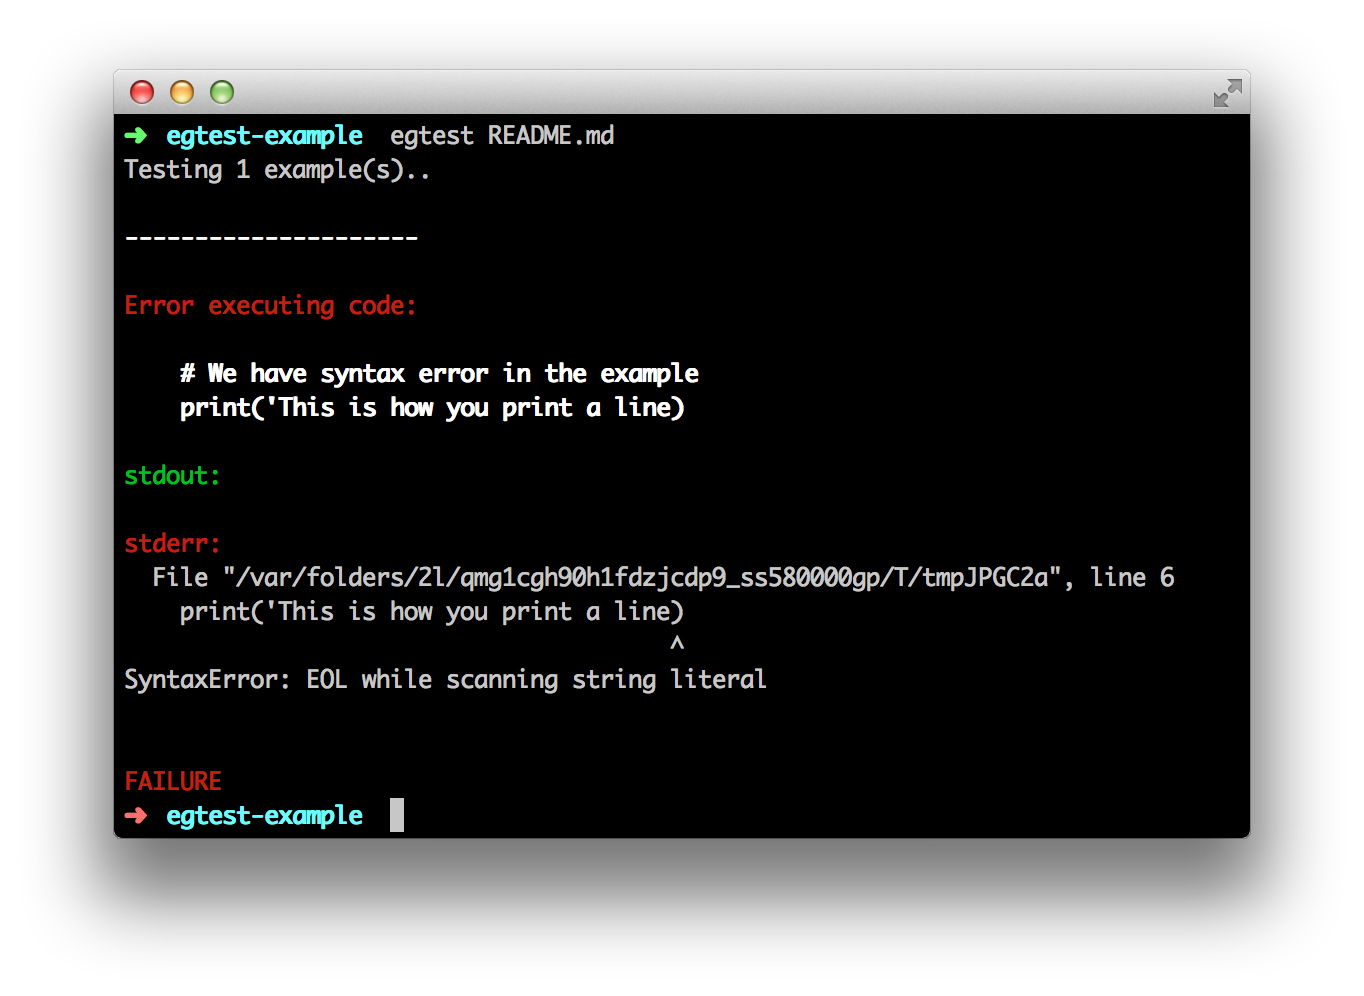 ➜  egtest-example  egtest README.md
Testing 1 example(s)..
---------------------
Error executing code:
    # We have syntax error in the example
    print('This is how you print a line)
stdout:
stderr:
  File "/var/folders/2l/qmg1cgh90h1fdzjcdp9_ss580000gp/T/tmpJPGC2a", line 6
    print('This is how you print a line)
                                       ^
SyntaxError: EOL while scanning string literal
FAILURE
➜  egtest-example